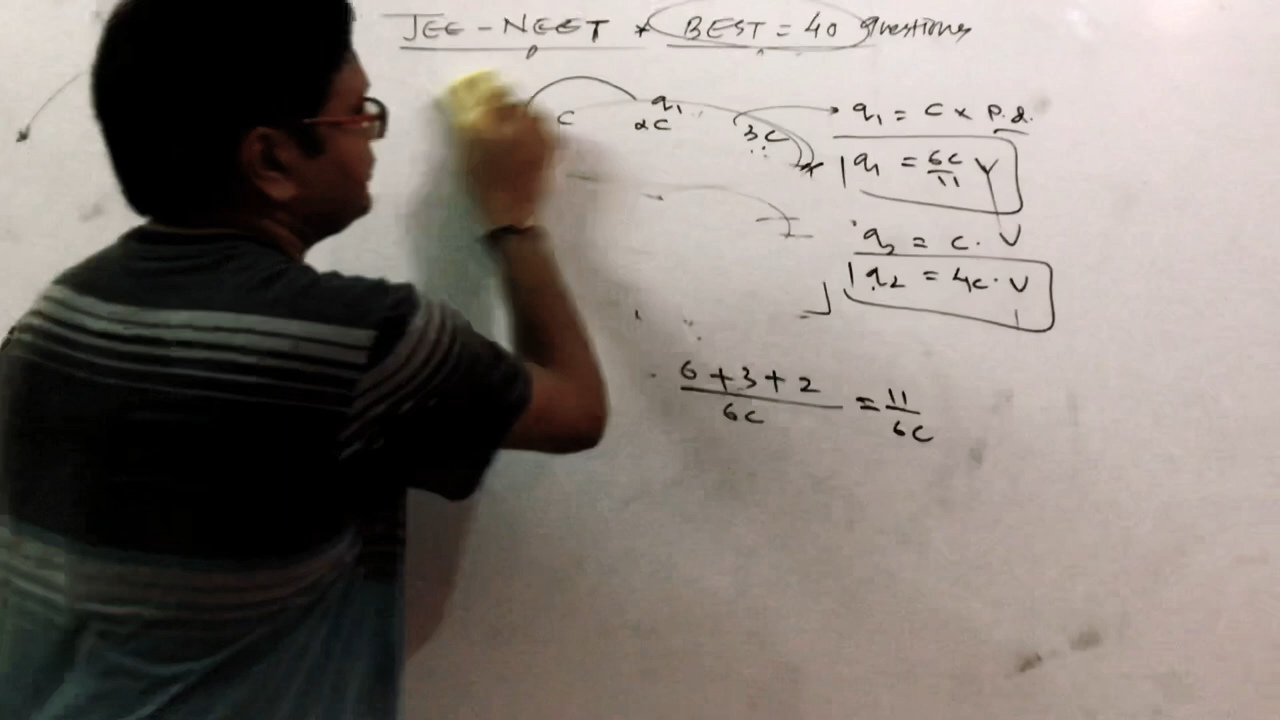 JEE - NEET * BEST = 40 questions
C q1 2C 3C
q1 = C x p.d.
q1 = 6C/11 V
q2 = C. V
q2 = 4C. V
6 + 3 + 2 / 6C = 11 / 6C